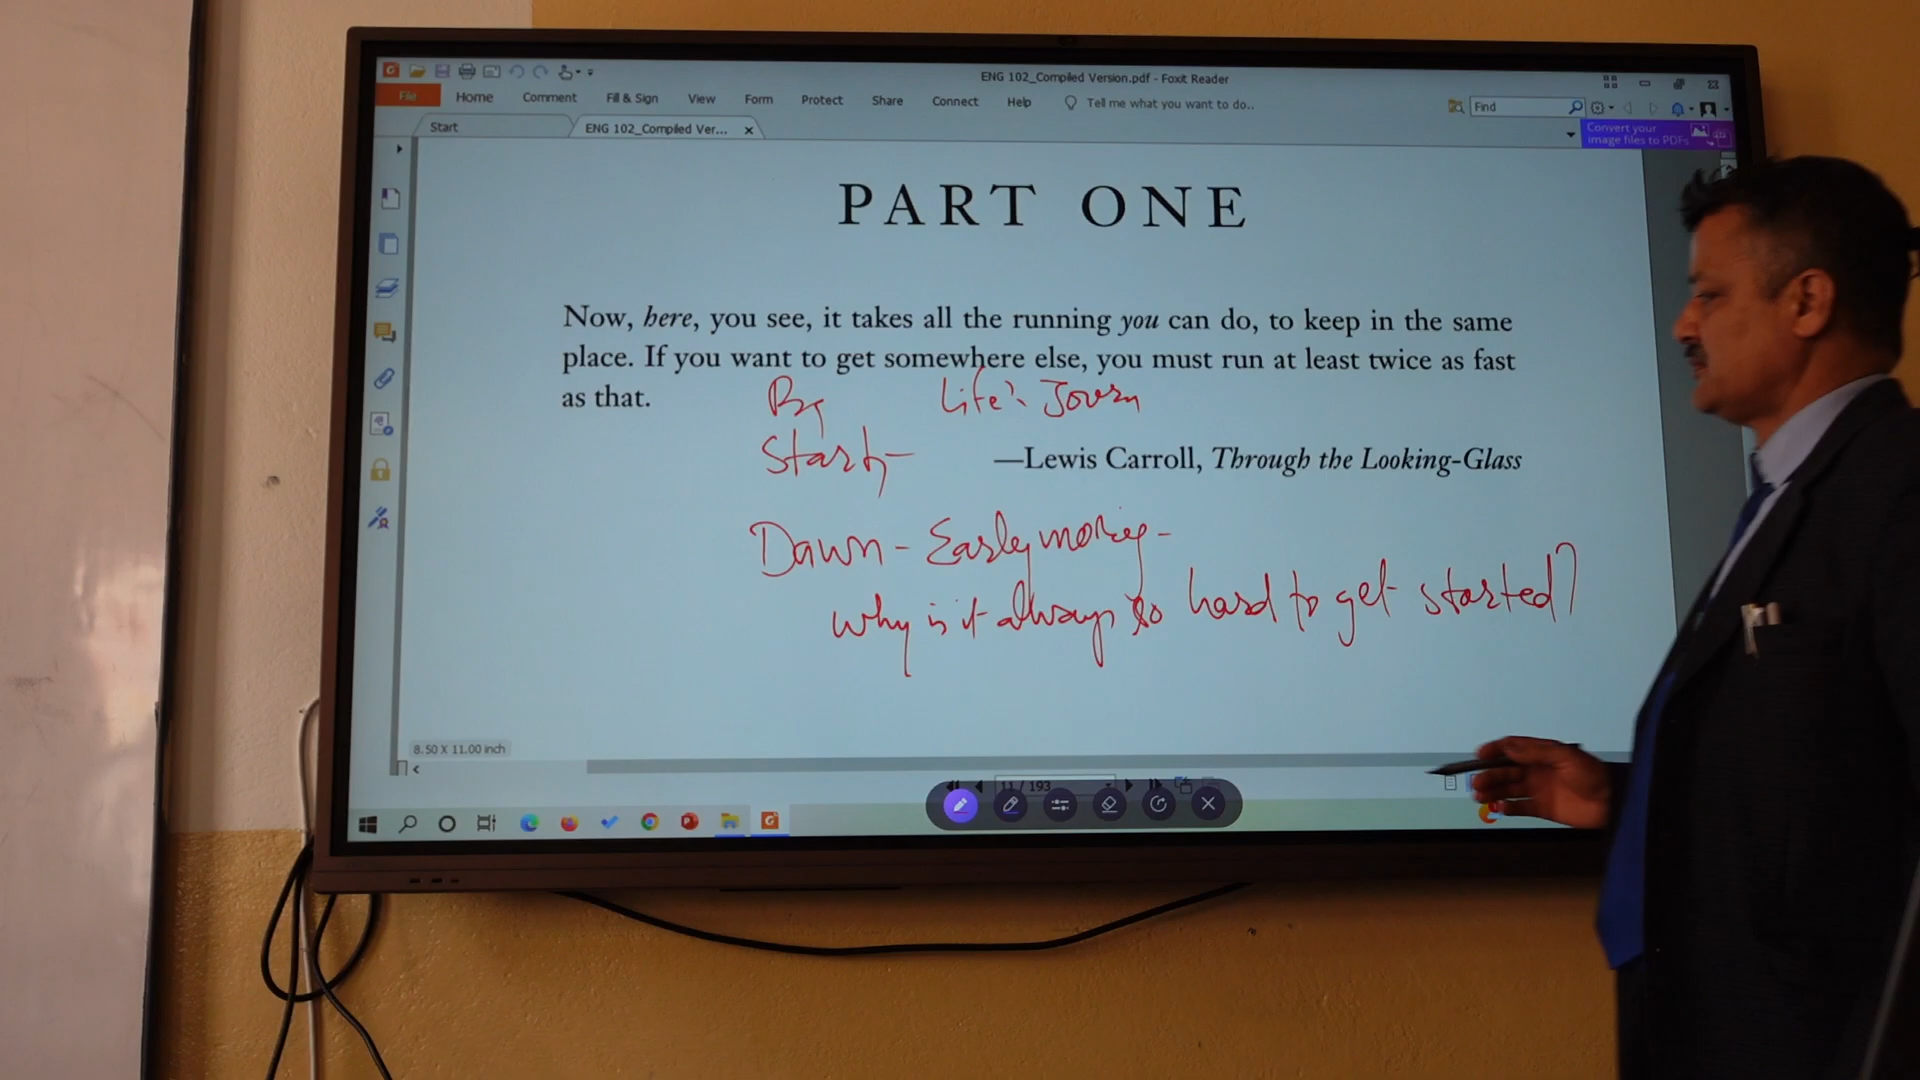 ENG 102_Compiled Version.pdf - Foxit Reader
File Home Comment Fill & Sign View Form Protect Share Connect Help Tell me what you want to do.. Find
Start ENG 102_Compiled Ver...
Convert your
image files to PDFs
PART ONE
Now, here, you see, it takes all the running you can do, to keep in the same
place. If you want to get somewhere else, you must run at least twice as fast
as that.
Life's Journ
Start-
—Lewis Carroll, Through the Looking-Glass
Dawn - Early morning -
why is it always so hard to get started?
8.50 X 11.00 inch
11 / 193